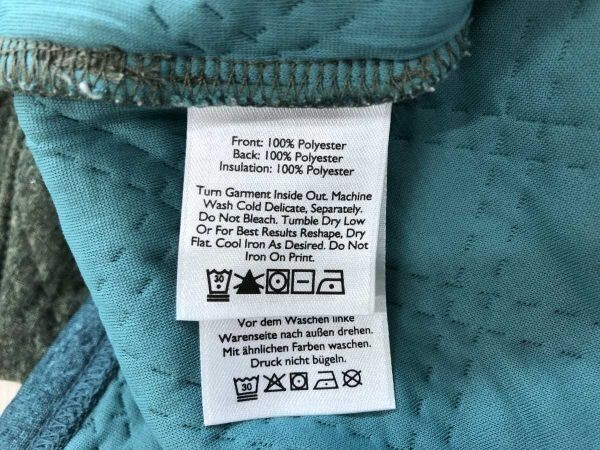 Front: 100% Polyester
Back: 100% Polyester
Insulation: 100% Polyester
Turn Garment Inside Out. Machine
Wash Cold Delicate, Separately.
Do Not Bleach. Tumble Dry Low
Or For Best Results Reshape, Dry
Flat. Cool Iron As Desired. Do Not
Iron On Print.
30
Vor dem Waschen linke
Warenseite nach außen drehen.
Mit ähnlichen Farben waschen.
Druck nicht bügeln.
30